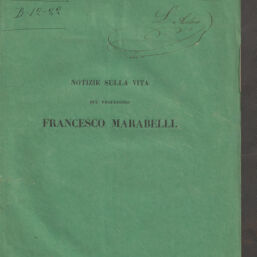 NOTIZIE SULLA VITA
DEL PROFESSORE
FRANCESCO MARABELLI.